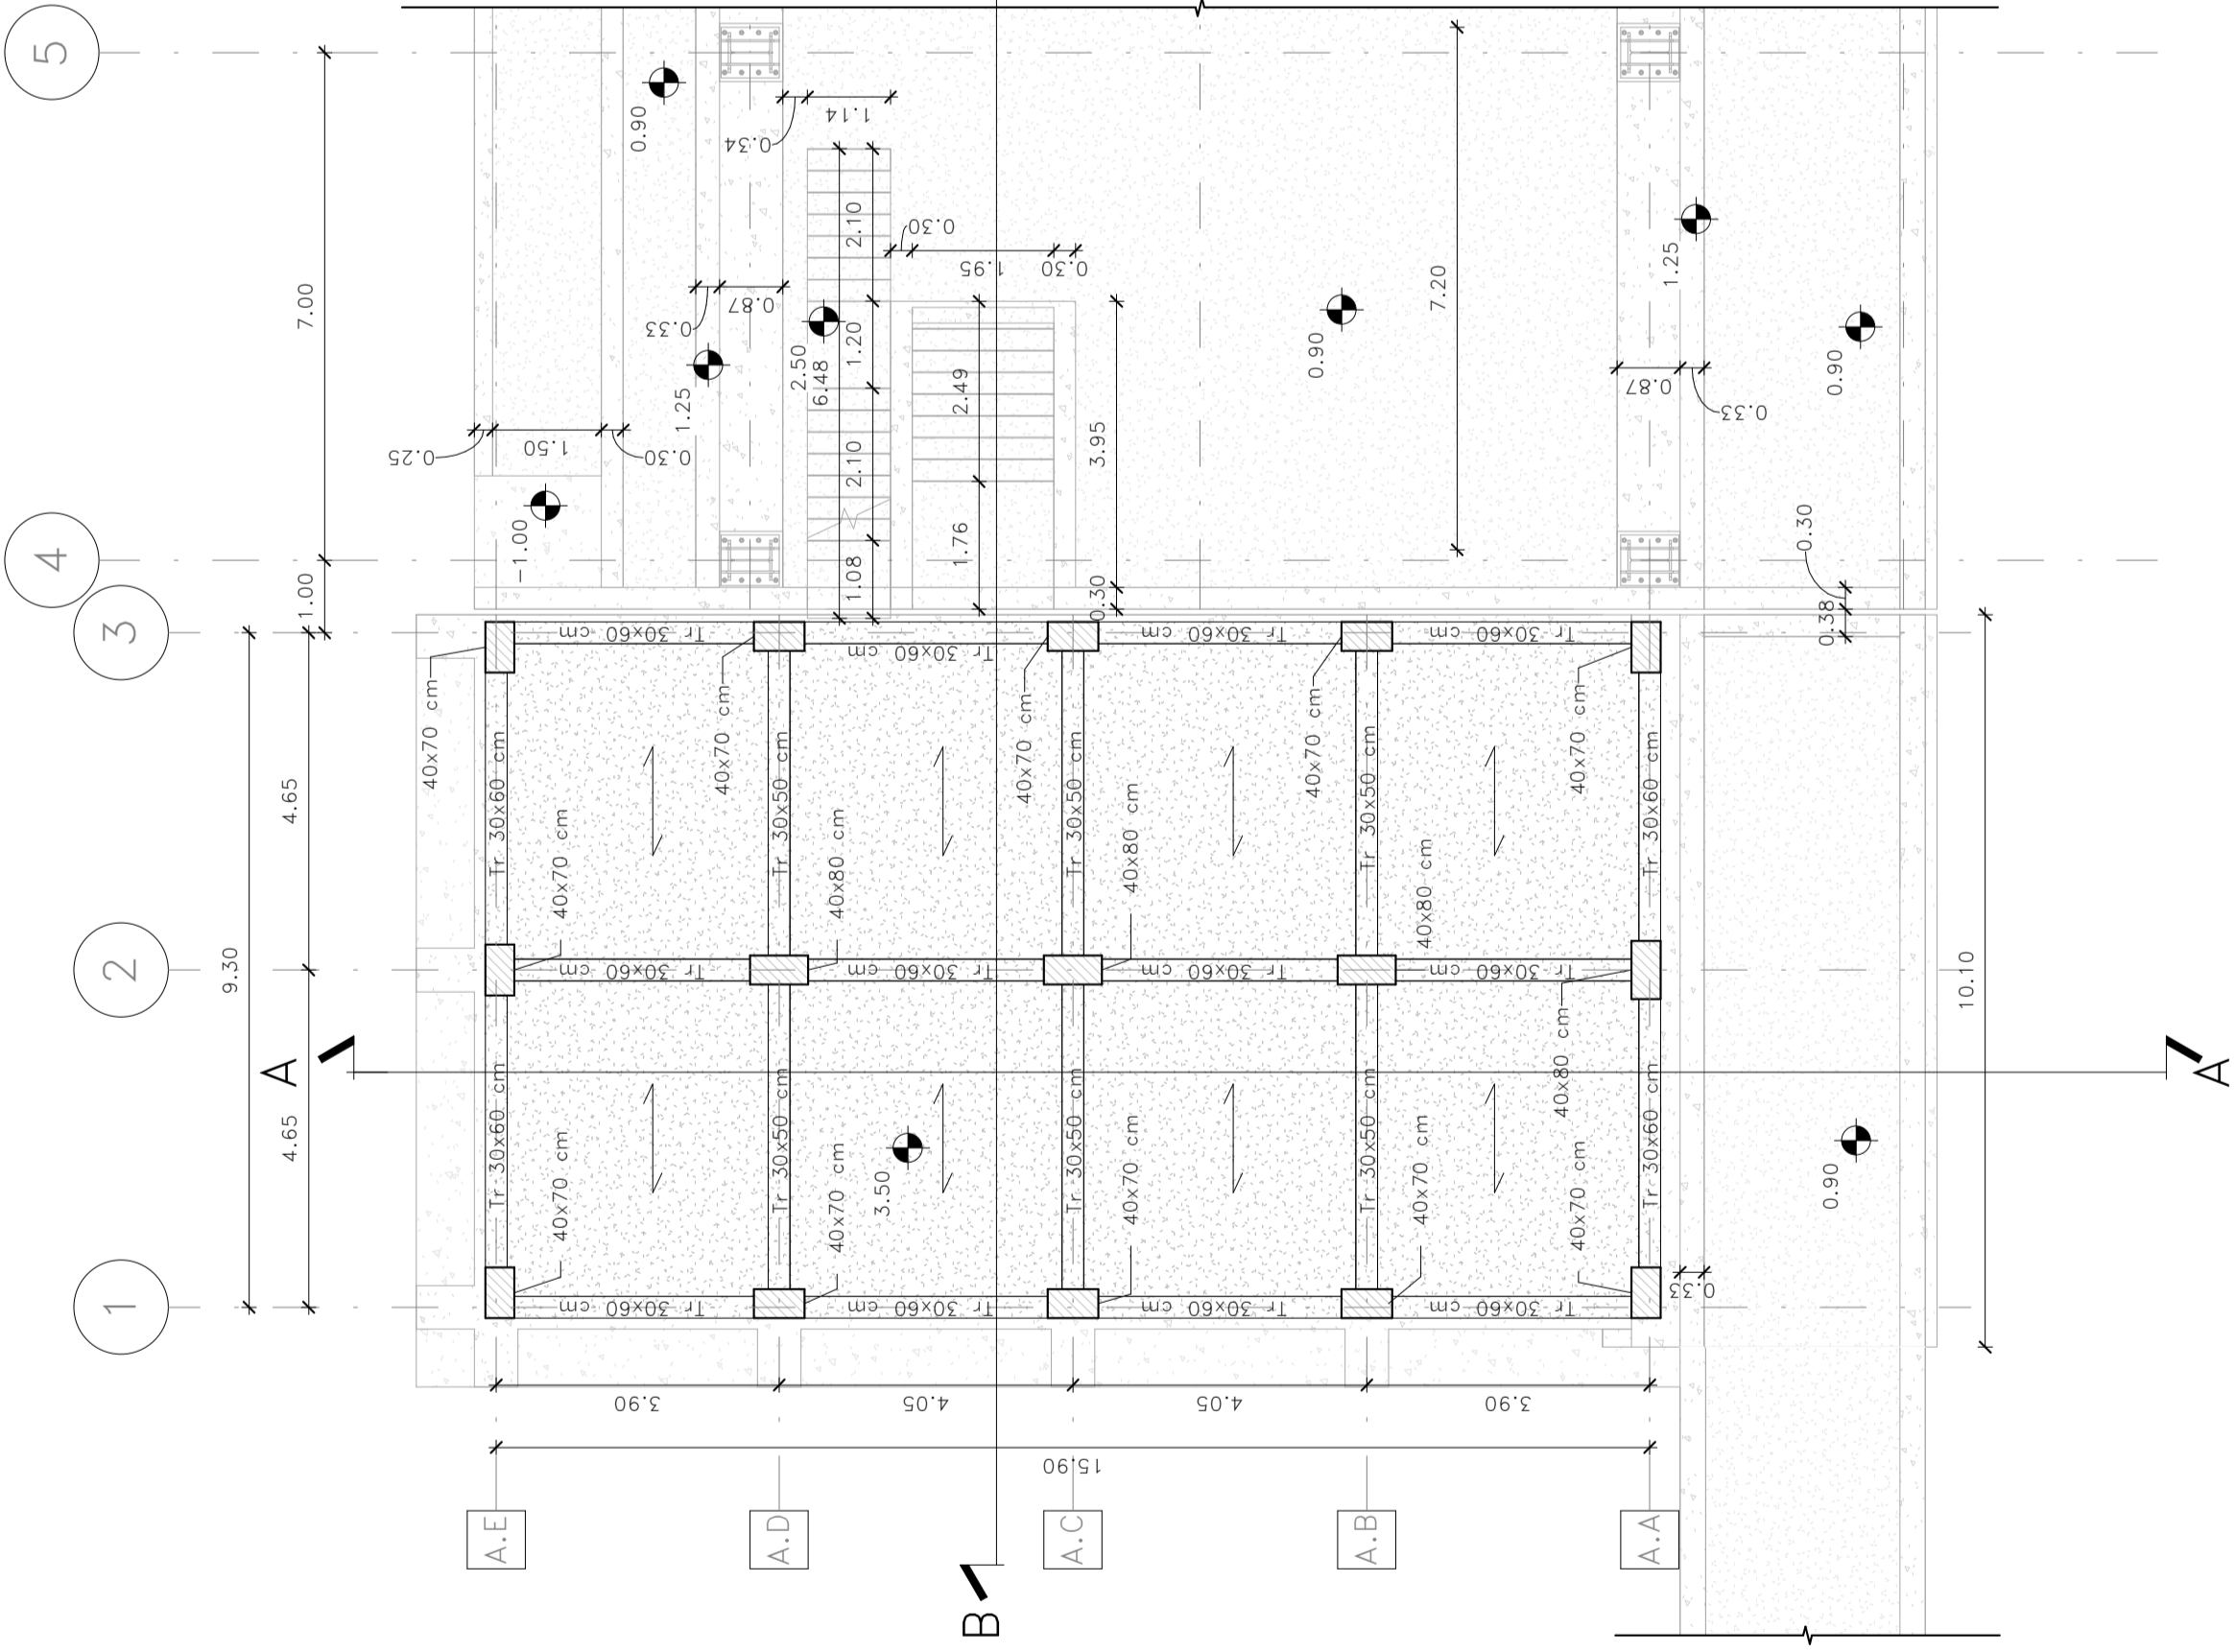 5
4
3
2
1
7.00
1.00
9.30
4.65
4.65
A
0.90
0.34
1.14
0.33
0.87
1.25
2.50
6.48
2.10
1.20
2.10
1.08
0.30
1.95
0.30
2.49
1.76
3.95
0.30
0.25
1.50
0.30
-1.00
0.90
7.20
1.25
0.87
0.33
0.90
0.30
0.38
10.10
40x70 cm
Tr 30x60 cm
40x70 cm
Tr 30x60 cm
40x70 cm
Tr 30x60 cm
40x70 cm
Tr 30x60 cm
40x70 cm
Tr 30x60 cm
Tr 30x50 cm
Tr 30x50 cm
Tr 30x50 cm
Tr 30x60 cm
40x70 cm
40x80 cm
40x80 cm
40x80 cm
40x80 cm
Tr 30x60 cm
Tr 30x60 cm
Tr 30x60 cm
Tr 30x60 cm
Tr 30x60 cm
Tr 30x50 cm
Tr 30x50 cm
Tr 30x50 cm
Tr 30x60 cm
40x70 cm
40x70 cm
3.50
40x70 cm
40x70 cm
40x70 cm
Tr 30x60 cm
Tr 30x60 cm
Tr 30x60 cm
Tr 30x60 cm
0.33
0.90
A
3.90
4.05
4.05
3.90
15.90
A.E
A.D
A.C
A.B
A.A
B